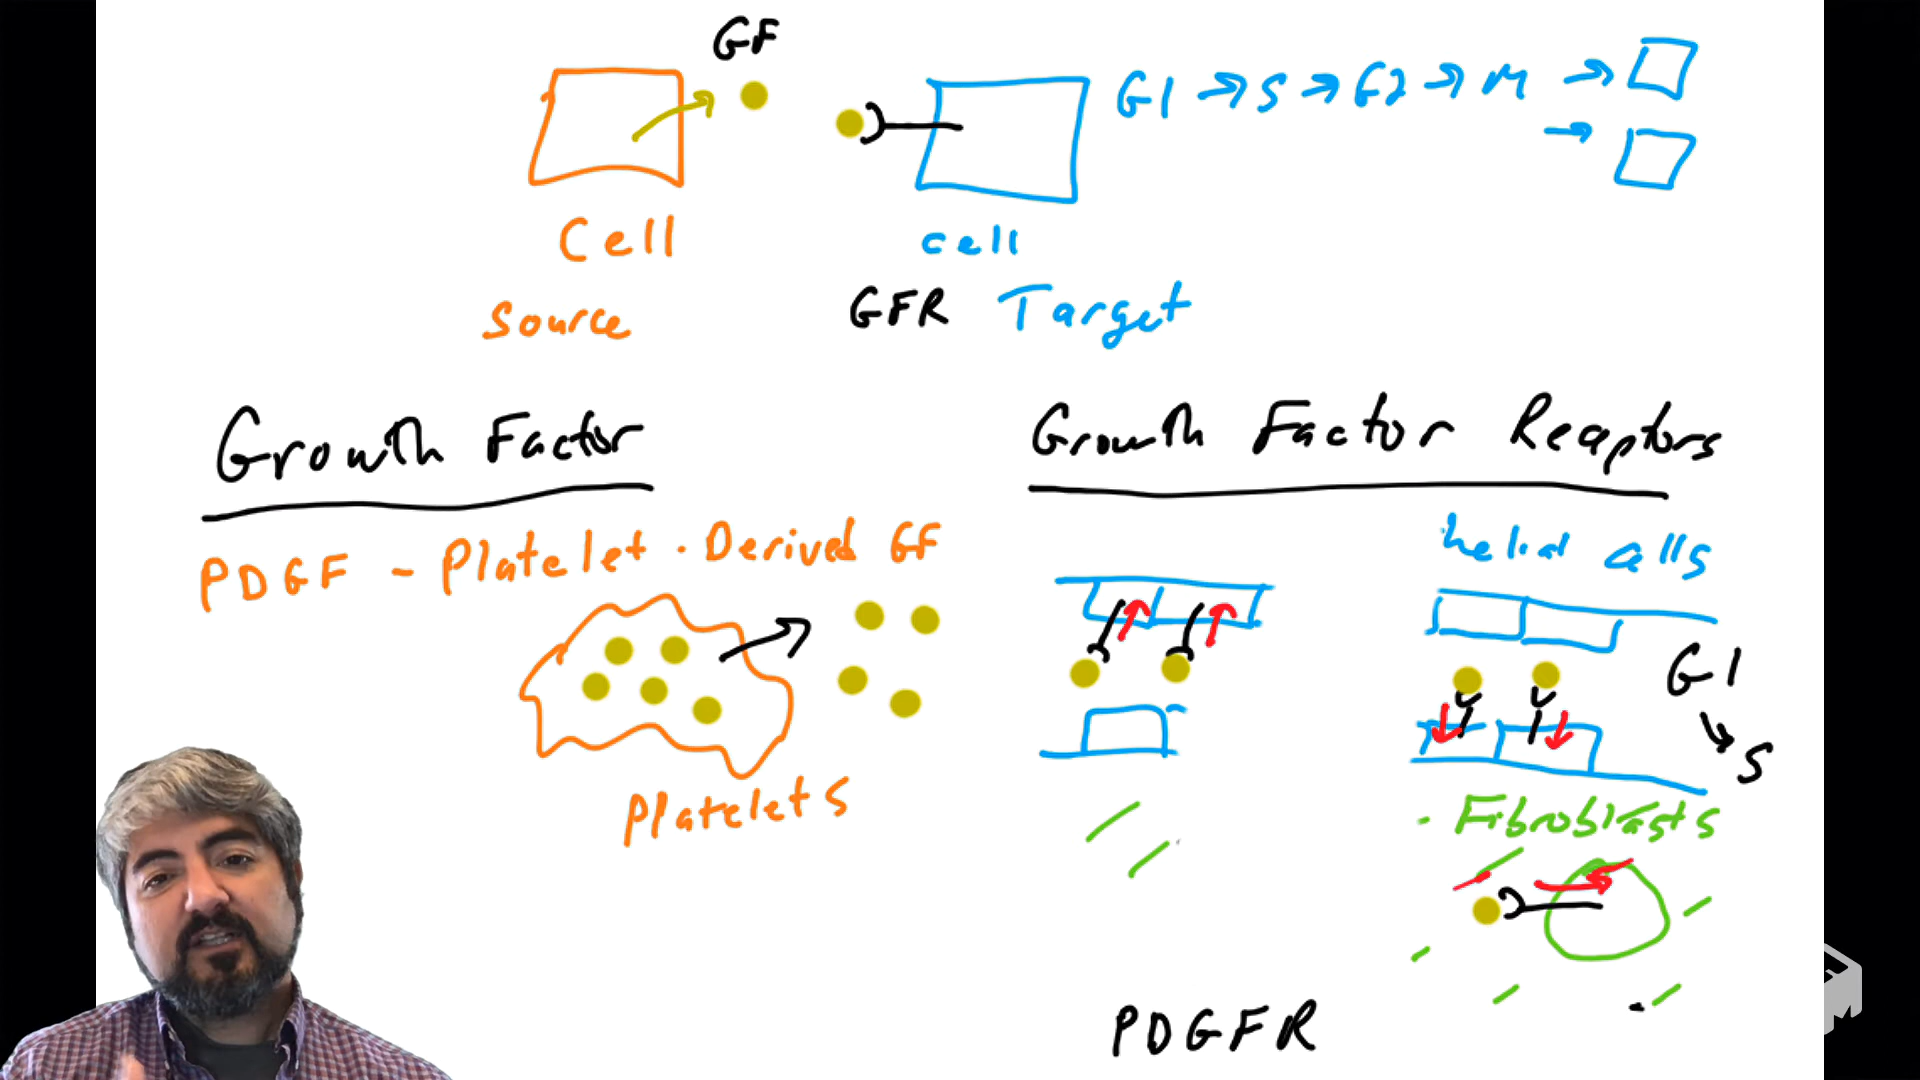 GF
G1 → S → G2 → M →
→
Cell
cell
Source
GFR Target
Growth Factor
Growth Factor Receptors
PDGF - Platelet-Derived GF
cells
G1
S
Platelets
Fibroblasts
PDGFR